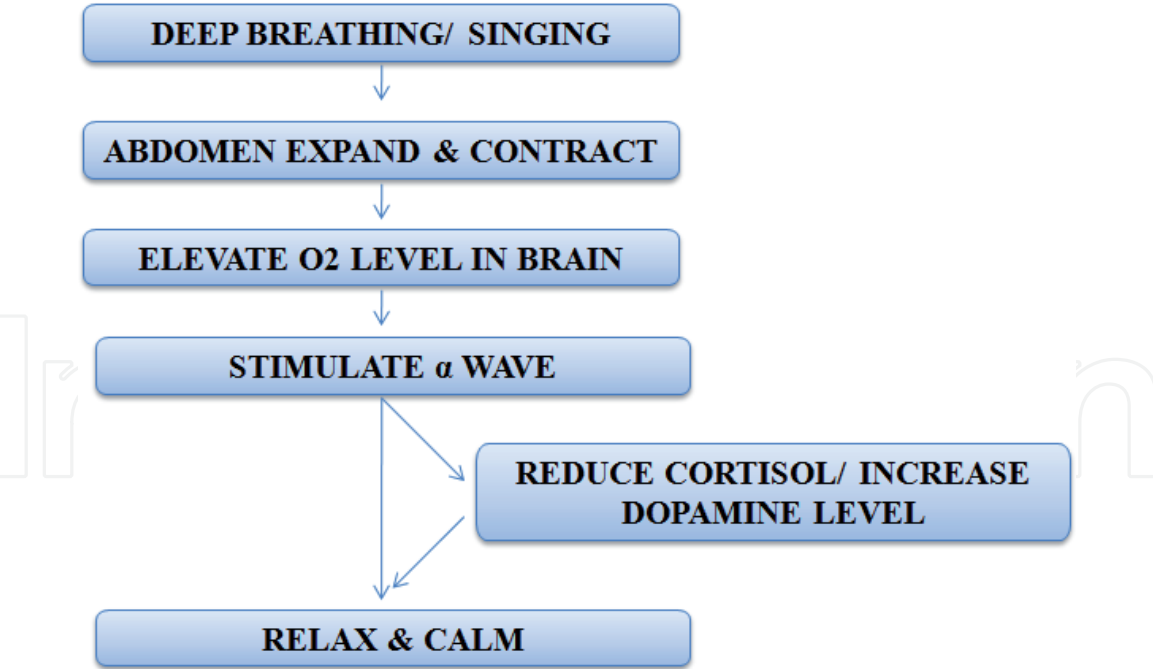 DEEP BREATHING/ SINGING
ABDOMEN EXPAND & CONTRACT
ELEVATE O2 LEVEL IN BRAIN
STIMULATE α WAVE
REDUCE CORTISOL/ INCREASE
DOPAMINE LEVEL
RELAX & CALM